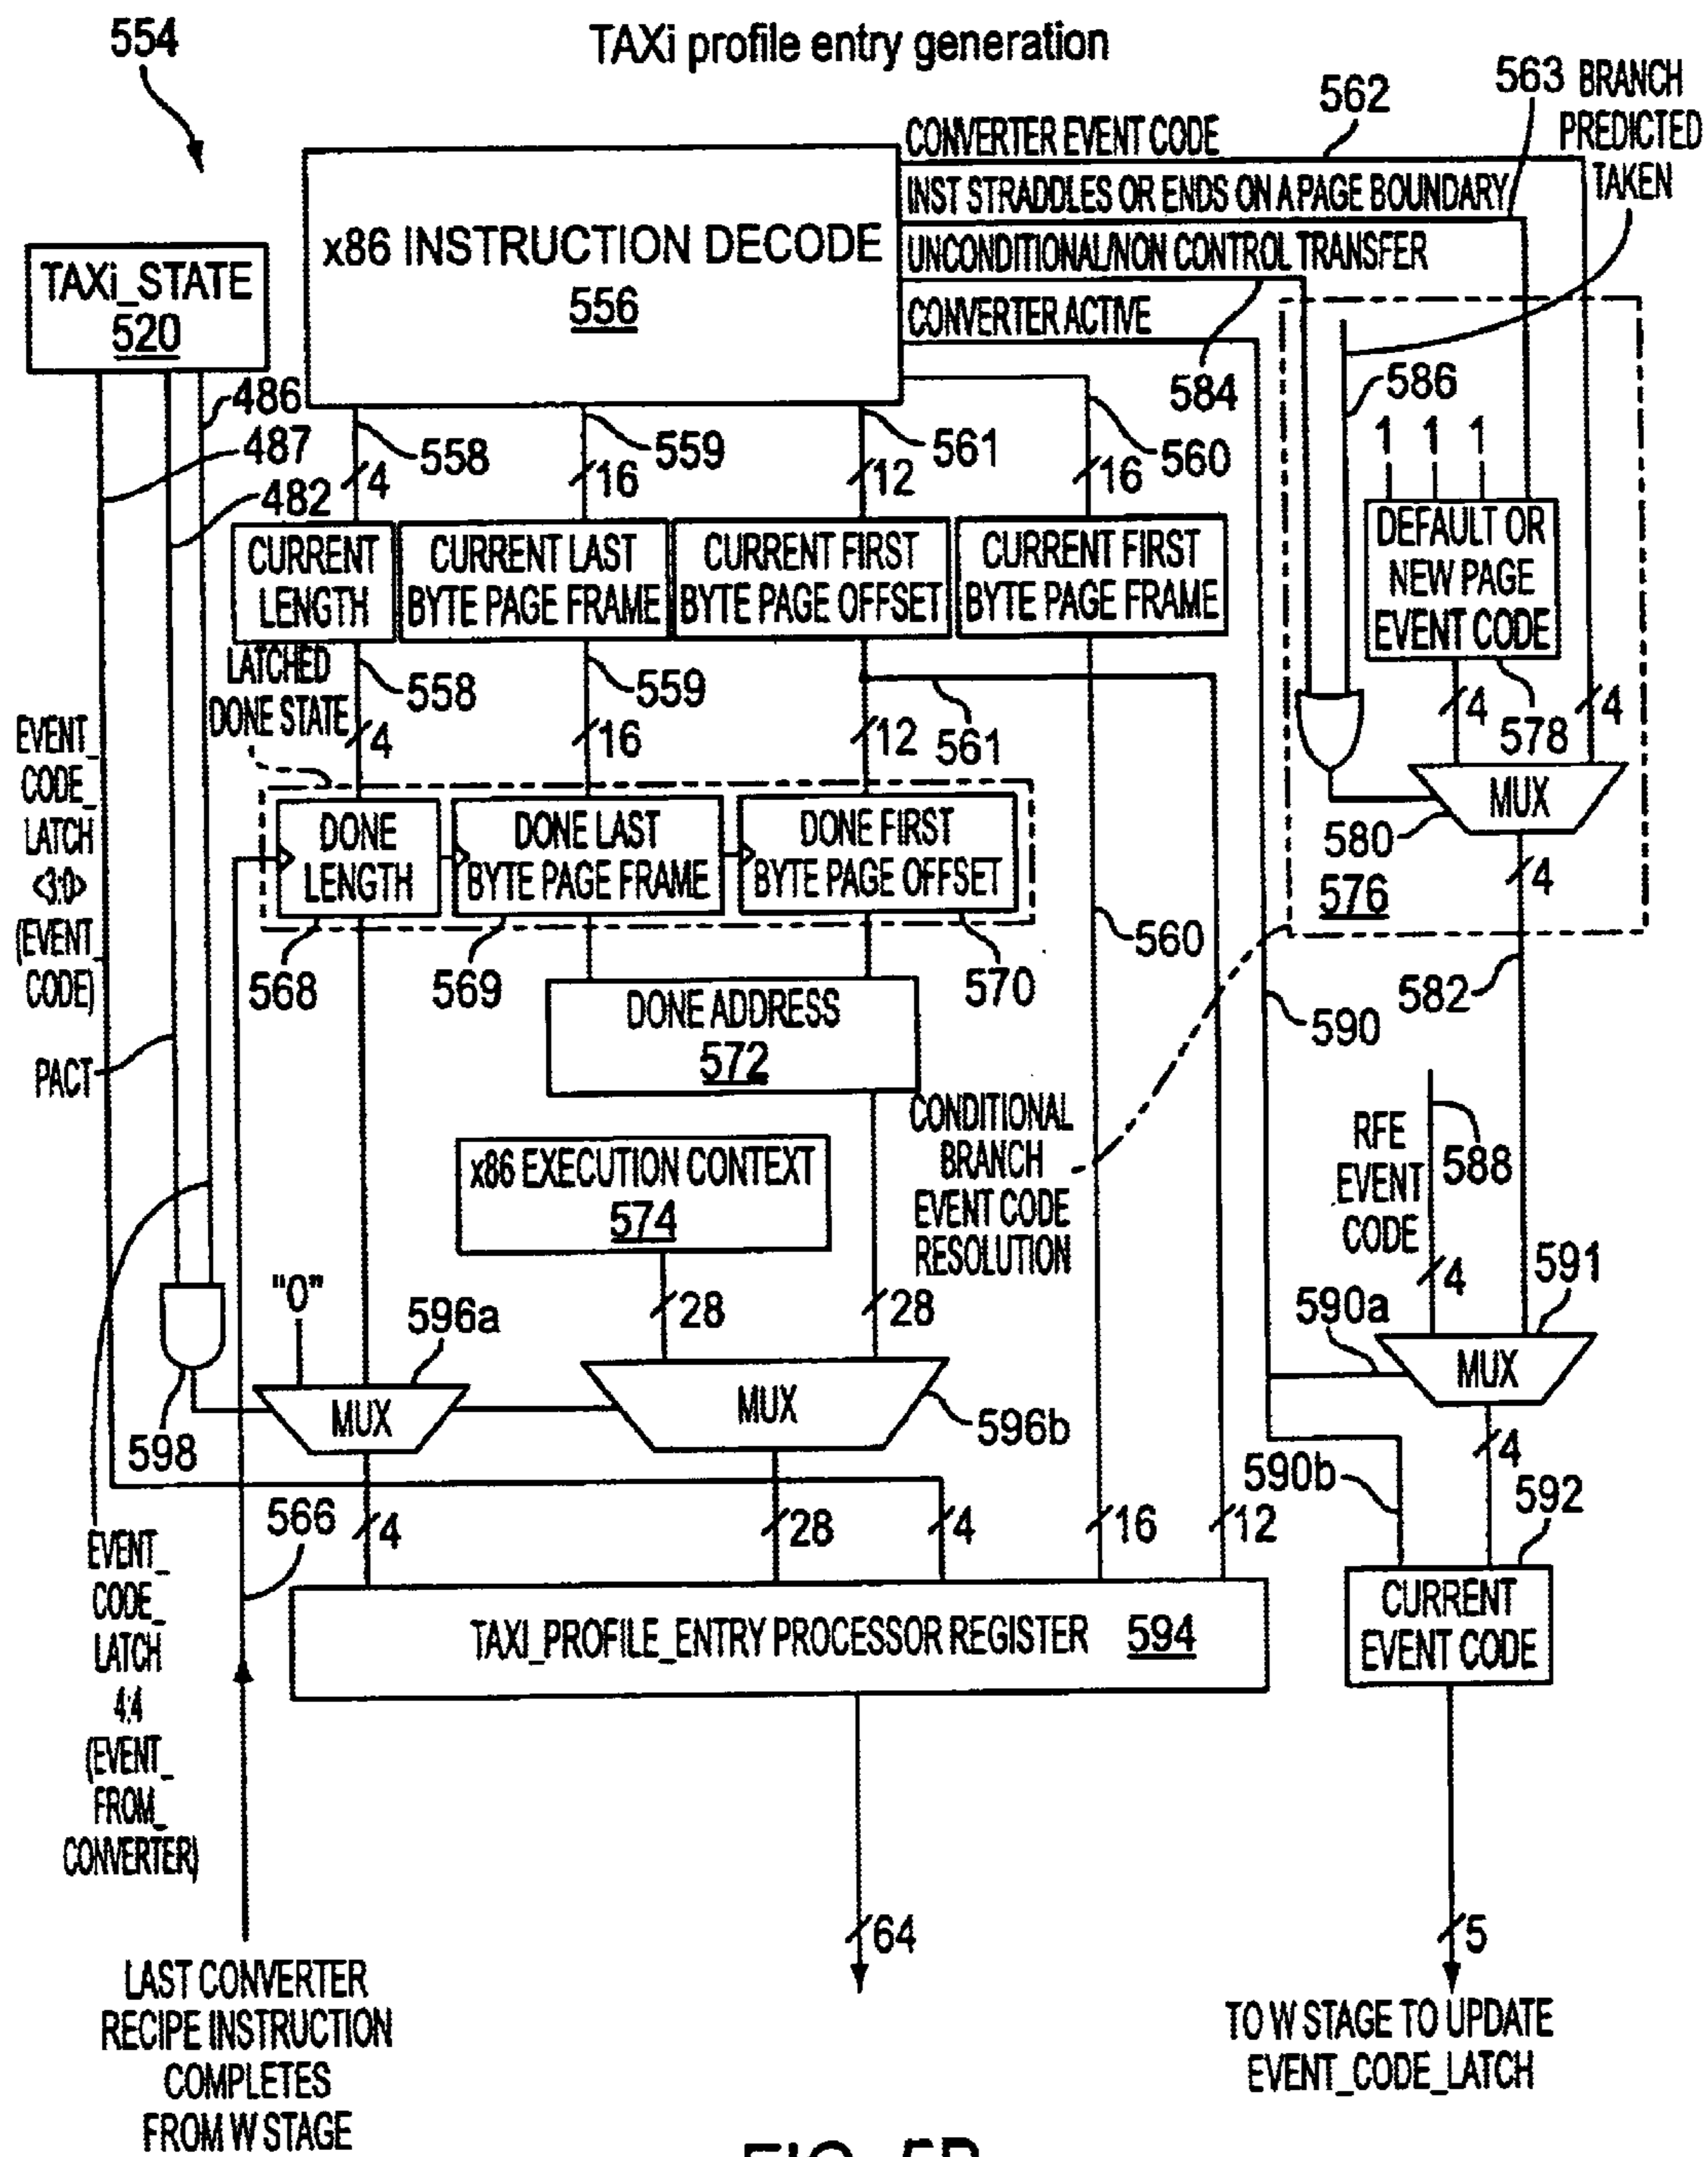 554
TAXi profile entry generation
562
563 BRANCH
PREDICTED
TAKEN
CONVERTER EVENT CODE
INST STRADDLES OR ENDS ON A PAGE BOUNDARY
UNCONDITIONAL/NON CONTROL TRANSFER
CONVERTER ACTIVE
x86 INSTRUCTION DECODE
556
TAXi_STATE
520
486
487
482
558
559
561
560
584
586
4
16
12
16
1 1 1
CURRENT
LENGTH
CURRENT LAST
BYTE PAGE FRAME
CURRENT FIRST
BYTE PAGE OFFSET
CURRENT FIRST
BYTE PAGE FRAME
DEFAULT OR
NEW PAGE
EVENT CODE
LATCHED
DONE STATE
558
559
561
4
16
12
4
578
4
MUX
580
576
4
EVENT_
CODE_
LATCH
<3:0>
(EVENT_
CODE)
DONE
LENGTH
DONE LAST
BYTE PAGE FRAME
DONE FIRST
BYTE PAGE OFFSET
568
569
570
560
582
590
PACT
DONE ADDRESS
572
CONDITIONAL
BRANCH
EVENT CODE
RESOLUTION
x86 EXECUTION CONTEXT
574
RFE
EVENT
CODE
588
4
591
590a
"0"
596a
28
28
MUX
MUX
596b
MUX
598
4
590b
592
566
4
28
4
16
12
EVENT_
CODE_
LATCH
4:4
(EVENT_
FROM_
CONVERTER)
TAXI_PROFILE_ENTRY PROCESSOR REGISTER 594
CURRENT
EVENT CODE
64
5
LAST CONVERTER
RECIPE INSTRUCTION
COMPLETES
FROM W STAGE
TO W STAGE TO UPDATE
EVENT_CODE_LATCH